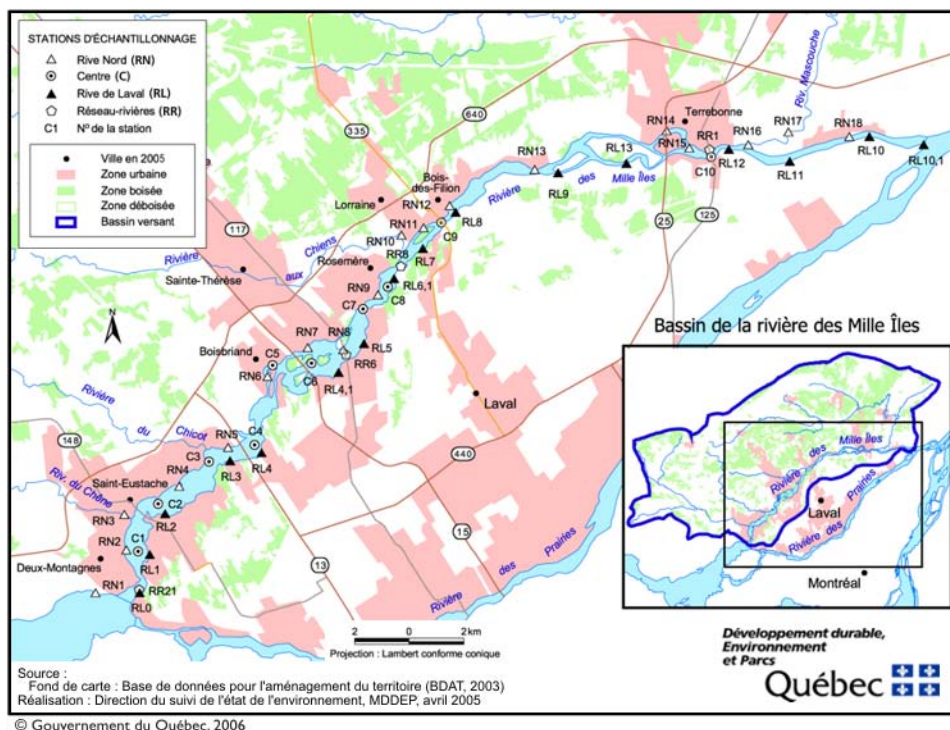 STATIONS D'ÉCHANTILLONNAGE
Rive Nord (RN)
Centre (C)
Rive de Laval (RL)
Réseau-rivières (RR)
C1 Nº de la station
Ville en 2005
Zone urbaine
Zone boisée
Zone déboisée
Bassin versant
640
335
117
148
25
125
440
15
13
Riv. Mascouche
Terrebonne
RN14
RR1
RN16
RN17
RN18
RN15
RN13
RL13
RL12
C10
RL11
RL10
RL10,1
RL9
Rivière des Mille Îles
Bois-
des-Filion
Lorraine
RN12
RL8
RN11
C9
RN10
RR8
RL7
Rivière aux Chiens
Rosemère
Sainte-Thérèse
RN9
RL6,1
C8
C7
RN7
RN8
RL5
RR6
C6
RL4,1
Boisbriand
C5
RN6
Laval
N
Rivière du Chicot
RN5
C4
C3
RL4
RL3
RN4
Saint-Eustache
Riv. du Chêne
C2
RL2
RN3
RN2
C1
RL1
Deux-Montagnes
RN1
RR21
RL0
Rivière des Prairies
2 0 2 km
Projection : Lambert conforme conique
Bassin de la rivière des Mille Îles
Rivière des Mille Îles
Laval
Rivière des Prairies
Montréal
Source :
Fond de carte : Base de données pour l'aménagement du territoire (BDAT, 2003)
Réalisation : Direction du suivi de l'état de l'environnement, MDDEP, avril 2005
Développement durable,
Environnement
et Parcs
Québec
© Gouvernement du Québec, 2006